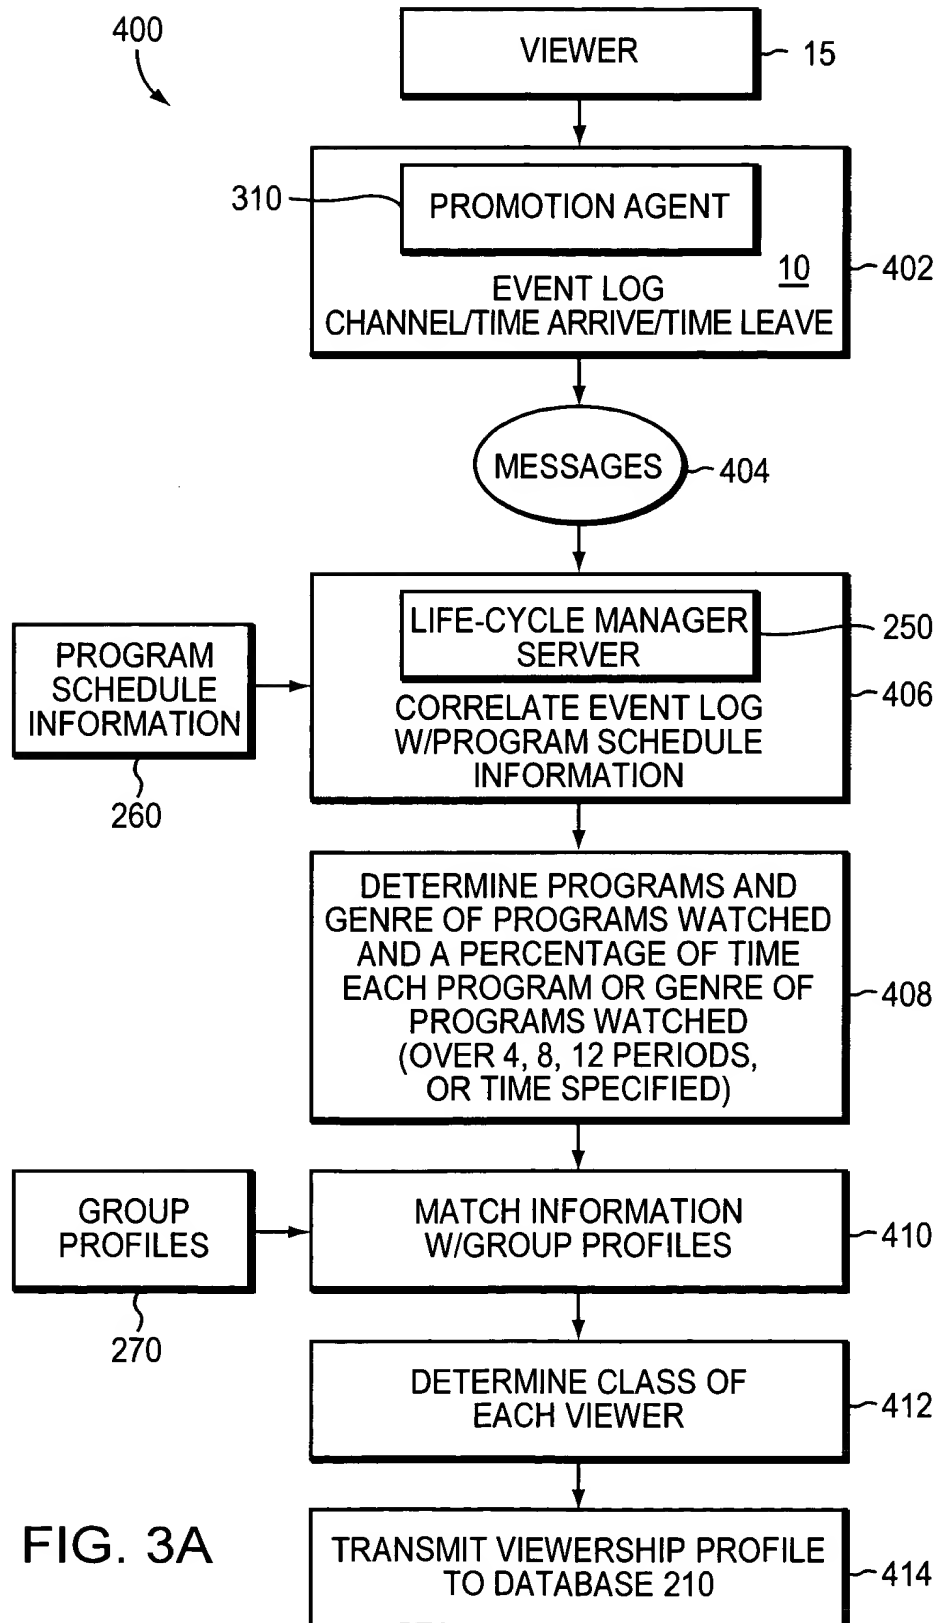 400
VIEWER
15
310
PROMOTION AGENT
10
402
EVENT LOG
CHANNEL/TIME ARRIVE/TIME LEAVE
MESSAGES
404
LIFE-CYCLE MANAGER
SERVER
250
PROGRAM
SCHEDULE
INFORMATION
260
406
CORRELATE EVENT LOG
W/PROGRAM SCHEDULE
INFORMATION
DETERMINE PROGRAMS AND
GENRE OF PROGRAMS WATCHED
AND A PERCENTAGE OF TIME
EACH PROGRAM OR GENRE OF
PROGRAMS WATCHED
(OVER 4, 8, 12 PERIODS,
OR TIME SPECIFIED)
408
GROUP
PROFILES
270
MATCH INFORMATION
W/GROUP PROFILES
410
DETERMINE CLASS OF
EACH VIEWER
412
FIG. 3A
TRANSMIT VIEWERSHIP PROFILE
TO DATABASE 210
414